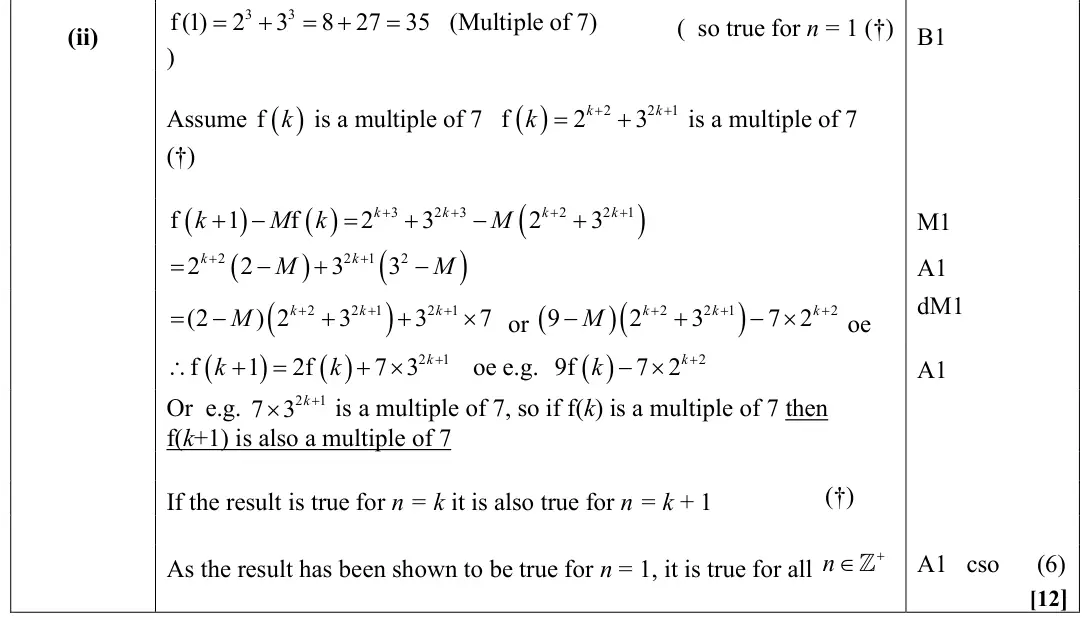 (ii) f(1) = 2³ + 3³ = 8 + 27 = 35 (Multiple of 7) ( so true for n = 1 (†) B1
)
Assume f(k) is a multiple of 7 f(k) = 2^{k+2} + 3^{2k+1} is a multiple of 7
(†)
f(k+1) − Mf(k) = 2^{k+3} + 3^{2k+3} − M(2^{k+2} + 3^{2k+1}) M1
= 2^{k+2}(2 − M) + 3^{2k+1}(3² − M) A1
= (2 − M)(2^{k+2} + 3^{2k+1}) + 3^{2k+1} × 7 or (9 − M)(2^{k+2} + 3^{2k+1}) − 7 × 2^{k+2} oe dM1
∴ f(k+1) = 2f(k) + 7 × 3^{2k+1} oe e.g. 9f(k) − 7 × 2^{k+2} A1
Or e.g. 7 × 3^{2k+1} is a multiple of 7, so if f(k) is a multiple of 7 then
f(k+1) is also a multiple of 7
If the result is true for n = k it is also true for n = k + 1 (†)
As the result has been shown to be true for n = 1, it is true for all n ∈ ℤ⁺ A1 cso (6)
[12]